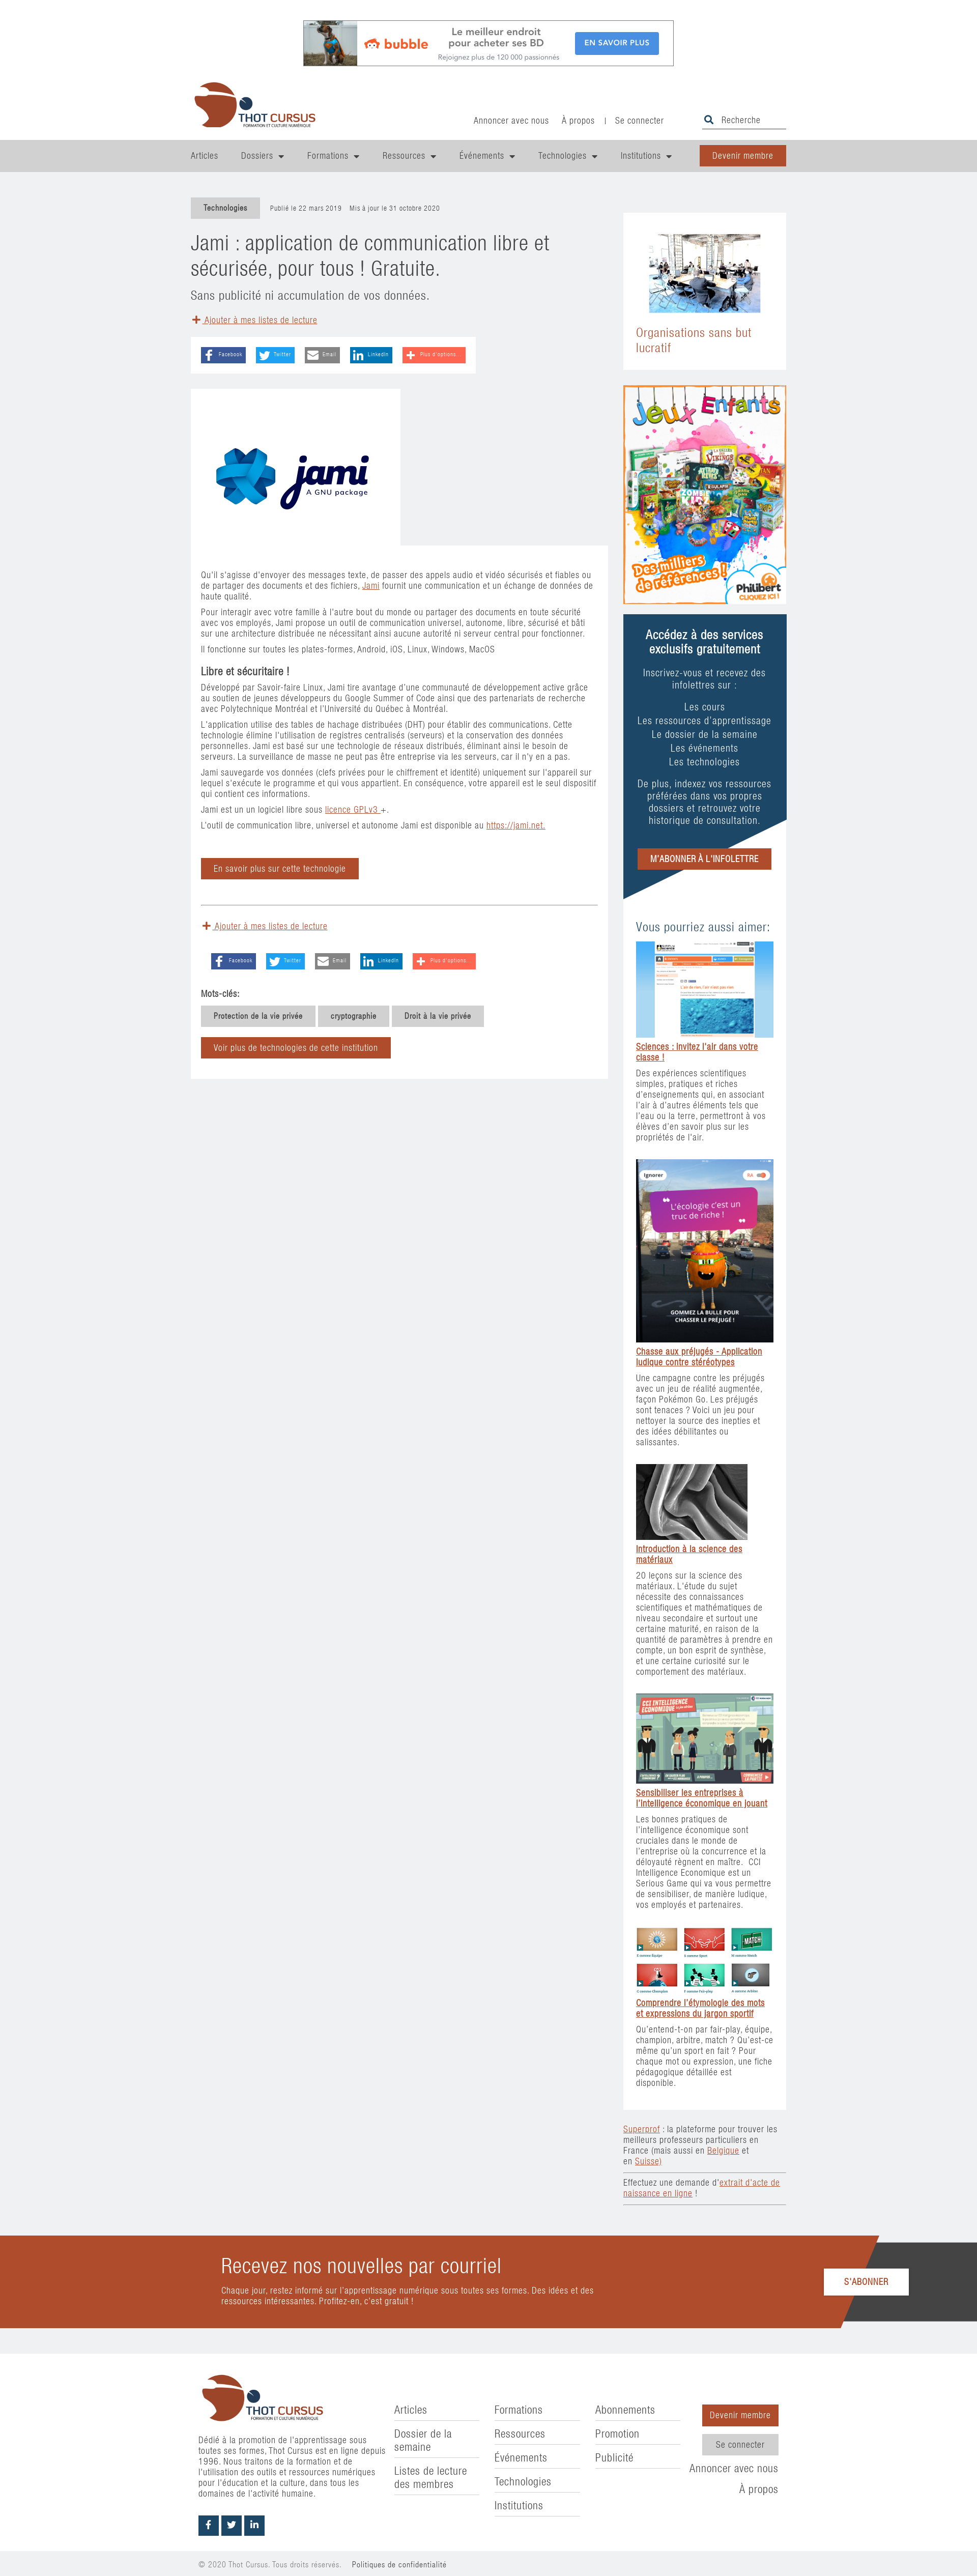 bubble
Le meilleur endroit
pour acheter ses BD
Rejoignez plus de 120 000 passionnés
EN SAVOIR PLUS
THOT CURSUS
FORMATION ET CULTURE NUMÉRIQUE
Annoncer avec nous
À propos
|
Se connecter
Recherche
Articles
Dossiers
Formations
Ressources
Événements
Technologies
Institutions
Devenir membre
Technologies
Publié le 22 mars 2019 Mis à jour le 31 octobre 2020
Jami : application de communication libre et
sécurisée, pour tous ! Gratuite.
Sans publicité ni accumulation de vos données.
Ajouter à mes listes de lecture
Facebook
Twitter
Email
LinkedIn
Plus d'options...
jami
A GNU package
Qu'il s'agisse d'envoyer des messages texte, de passer des appels audio et vidéo sécurisés et fiables ou
de partager des documents et des fichiers, Jami fournit une communication et un échange de données de
haute qualité.
Pour interagir avec votre famille à l'autre bout du monde ou partager des documents en toute sécurité
avec vos employés, Jami propose un outil de communication universel, autonome, libre, sécurisé et bâti
sur une architecture distribuée ne nécessitant ainsi aucune autorité ni serveur central pour fonctionner.
Il fonctionne sur toutes les plates-formes, Android, iOS, Linux, Windows, MacOS
Libre et sécuritaire !
Développé par Savoir-faire Linux, Jami tire avantage d'une communauté de développement active grâce
au soutien de jeunes développeurs du Google Summer of Code ainsi que des partenariats de recherche
avec Polytechnique Montréal et l'Université du Québec à Montréal.
L'application utilise des tables de hachage distribuées (DHT) pour établir des communications. Cette
technologie élimine l'utilisation de registres centralisés (serveurs) et la conservation des données
personnelles. Jami est basé sur une technologie de réseaux distribués, éliminant ainsi le besoin de
serveurs. La surveillance de masse ne peut pas être entreprise via les serveurs, car il n'y en a pas.
Jami sauvegarde vos données (clefs privées pour le chiffrement et identité) uniquement sur l'appareil sur
lequel s'exécute le programme et qui vous appartient. En conséquence, votre appareil est le seul dispositif
qui contient ces informations.
Jami est un un logiciel libre sous licence GPLv3 +.
L'outil de communication libre, universel et autonome Jami est disponible au https://jami.net.
En savoir plus sur cette technologie
Ajouter à mes listes de lecture
Facebook
Twitter
Email
LinkedIn
Plus d'options...
Mots-clés:
Protection de la vie privée
cryptographie
Droit à la vie privée
Voir plus de technologies de cette institution
Organisations sans but
lucratif
Jeux Enfants
Des milliers
de références !
Philibert
CLIQUEZ ICI !
Accédez à des services
exclusifs gratuitement
Inscrivez-vous et recevez des
infolettres sur :
Les cours
Les ressources d'apprentissage
Le dossier de la semaine
Les événements
Les technologies
De plus, indexez vos ressources
préférées dans vos propres
dossiers et retrouvez votre
historique de consultation.
M'ABONNER À L'INFOLETTRE
Vous pourriez aussi aimer:
Sciences : invitez l'air dans votre
classe !
Des expériences scientifiques
simples, pratiques et riches
d'enseignements qui, en associant
l'air à d'autres éléments tels que
l'eau ou la terre, permettront à vos
élèves d'en savoir plus sur les
propriétés de l'air.
Ignorer
RA
L'écologie c'est un
truc de riche !
GOMMEZ LA BULLE POUR
CHASSER LE PRÉJUGÉ !
Chasse aux préjugés - Application
ludique contre stéréotypes
Une campagne contre les préjugés
avec un jeu de réalité augmentée,
façon Pokémon Go. Les préjugés
sont tenaces ? Voici un jeu pour
nettoyer la source des inepties et
des idées débilitantes ou
salissantes.
Introduction à la science des
matériaux
20 leçons sur la science des
matériaux. L'étude du sujet
nécessite des connaissances
scientifiques et mathématiques de
niveau secondaire et surtout une
certaine maturité, en raison de la
quantité de paramètres à prendre en
compte, un bon esprit de synthèse,
et une certaine curiosité sur le
comportement des matériaux.
CCI INTELLIGENCE
ECONOMIQUE
Sensibiliser les entreprises à
l'intelligence économique en jouant
Les bonnes pratiques de
l'intelligence économique sont
cruciales dans le monde de
l'entreprise où la concurrence et la
déloyauté règnent en maître. CCI
Intelligence Economique est un
Serious Game qui va vous permettre
de sensibiliser, de manière ludique,
vos employés et partenaires.
MATCH
Comprendre l'étymologie des mots
et expressions du jargon sportif
Qu'entend-t-on par fair-play, équipe,
champion, arbitre, match ? Qu'est-ce
même qu'un sport en fait ? Pour
chaque mot ou expression, une fiche
pédagogique détaillée est
disponible.
Superprof : la plateforme pour trouver les
meilleurs professeurs particuliers en
France (mais aussi en Belgique et
en Suisse)
Effectuez une demande d'extrait d'acte de
naissance en ligne !
Recevez nos nouvelles par courriel
Chaque jour, restez informé sur l'apprentissage numérique sous toutes ses formes. Des idées et des
ressources intéressantes. Profitez-en, c'est gratuit !
S'ABONNER
THOT CURSUS
FORMATION ET CULTURE NUMÉRIQUE
Dédié à la promotion de l'apprentissage sous
toutes ses formes, Thot Cursus est en ligne depuis
1996. Nous traitons de la formation et de
l'utilisation des outils et ressources numériques
pour l'éducation et la culture, dans tous les
domaines de l'activité humaine.
Articles
Dossier de la
semaine
Listes de lecture
des membres
Formations
Ressources
Événements
Technologies
Institutions
Abonnements
Promotion
Publicité
Devenir membre
Se connecter
Annoncer avec nous
À propos
© 2020 Thot Cursus. Tous droits réservés. Politiques de confidentialité